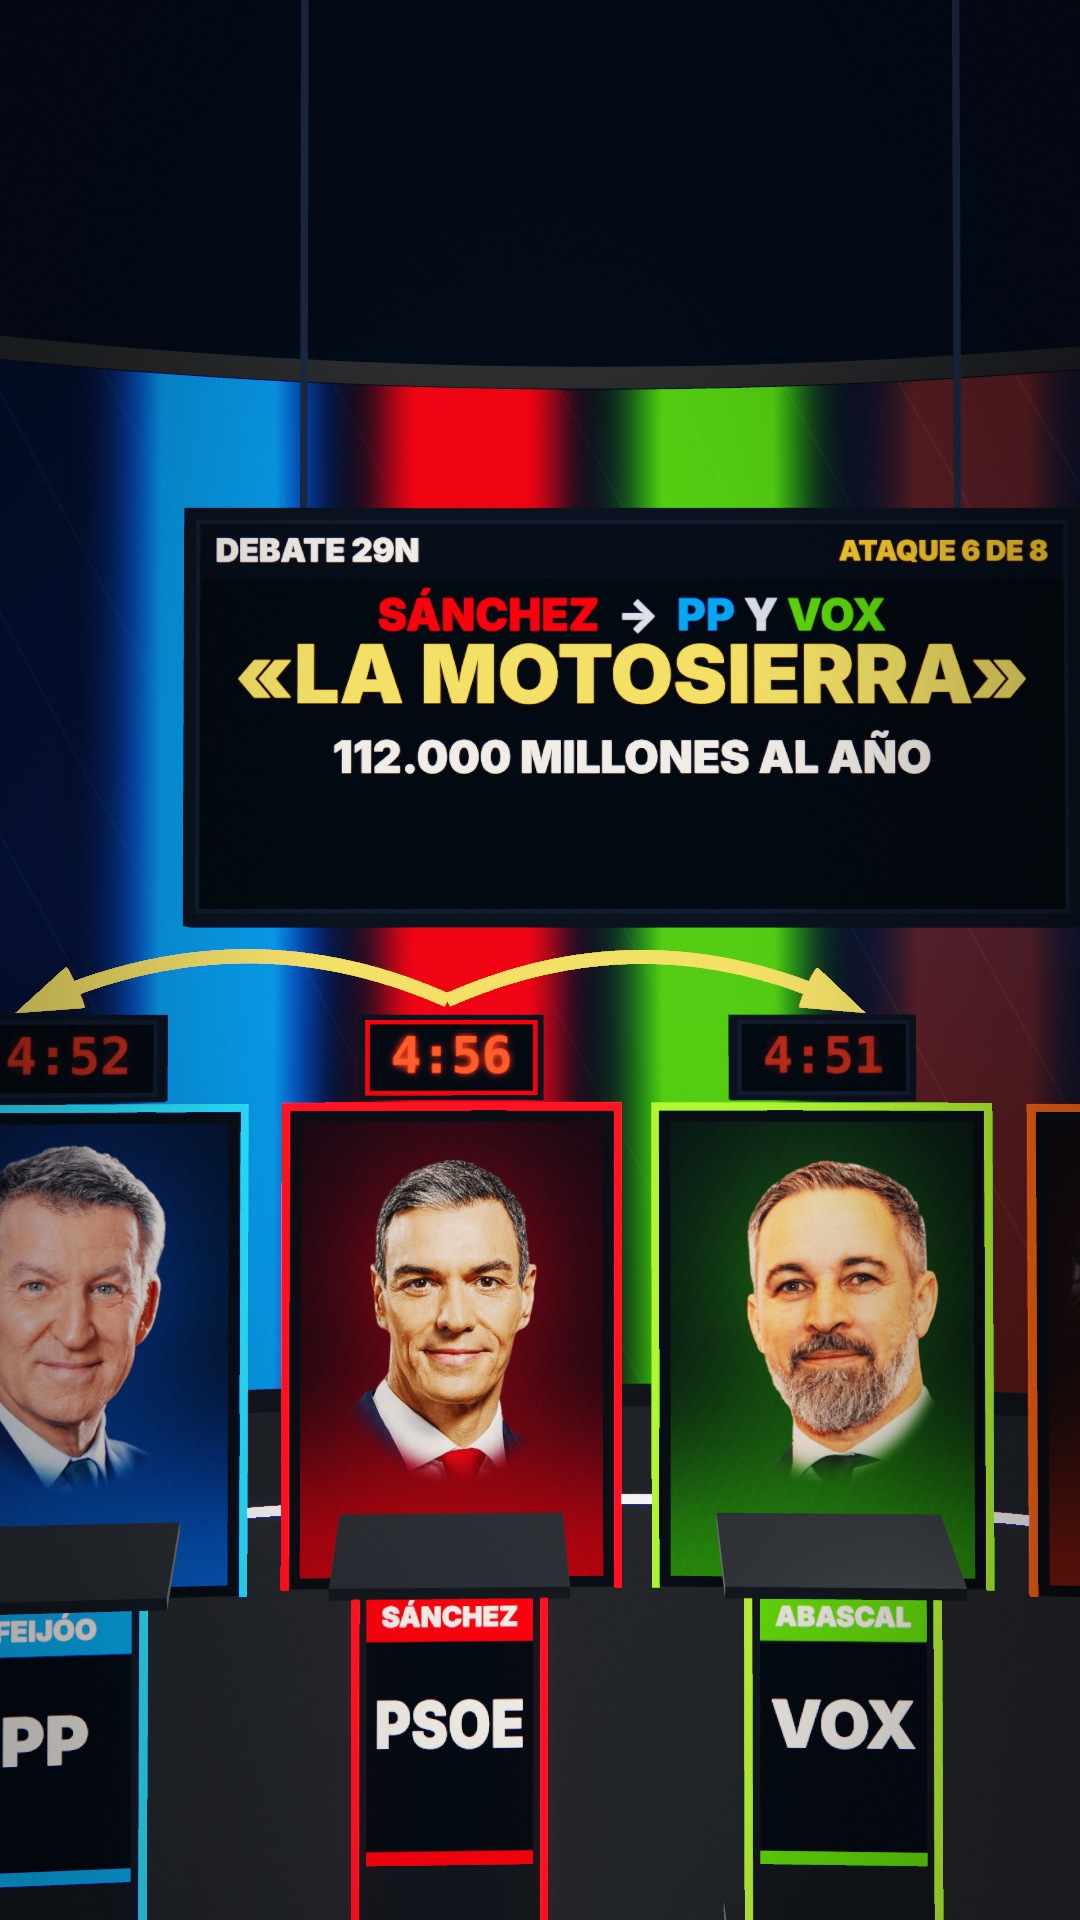 DEBATE 29N
ATAQUE 6 DE 8
SÁNCHEZ → PP Y VOX
«LA MOTOSIERRA»
112.000 MILLONES AL AÑO
4:52
4:56
4:51
FEIJÓO
SÁNCHEZ
ABASCAL
PP
PSOE
VOX